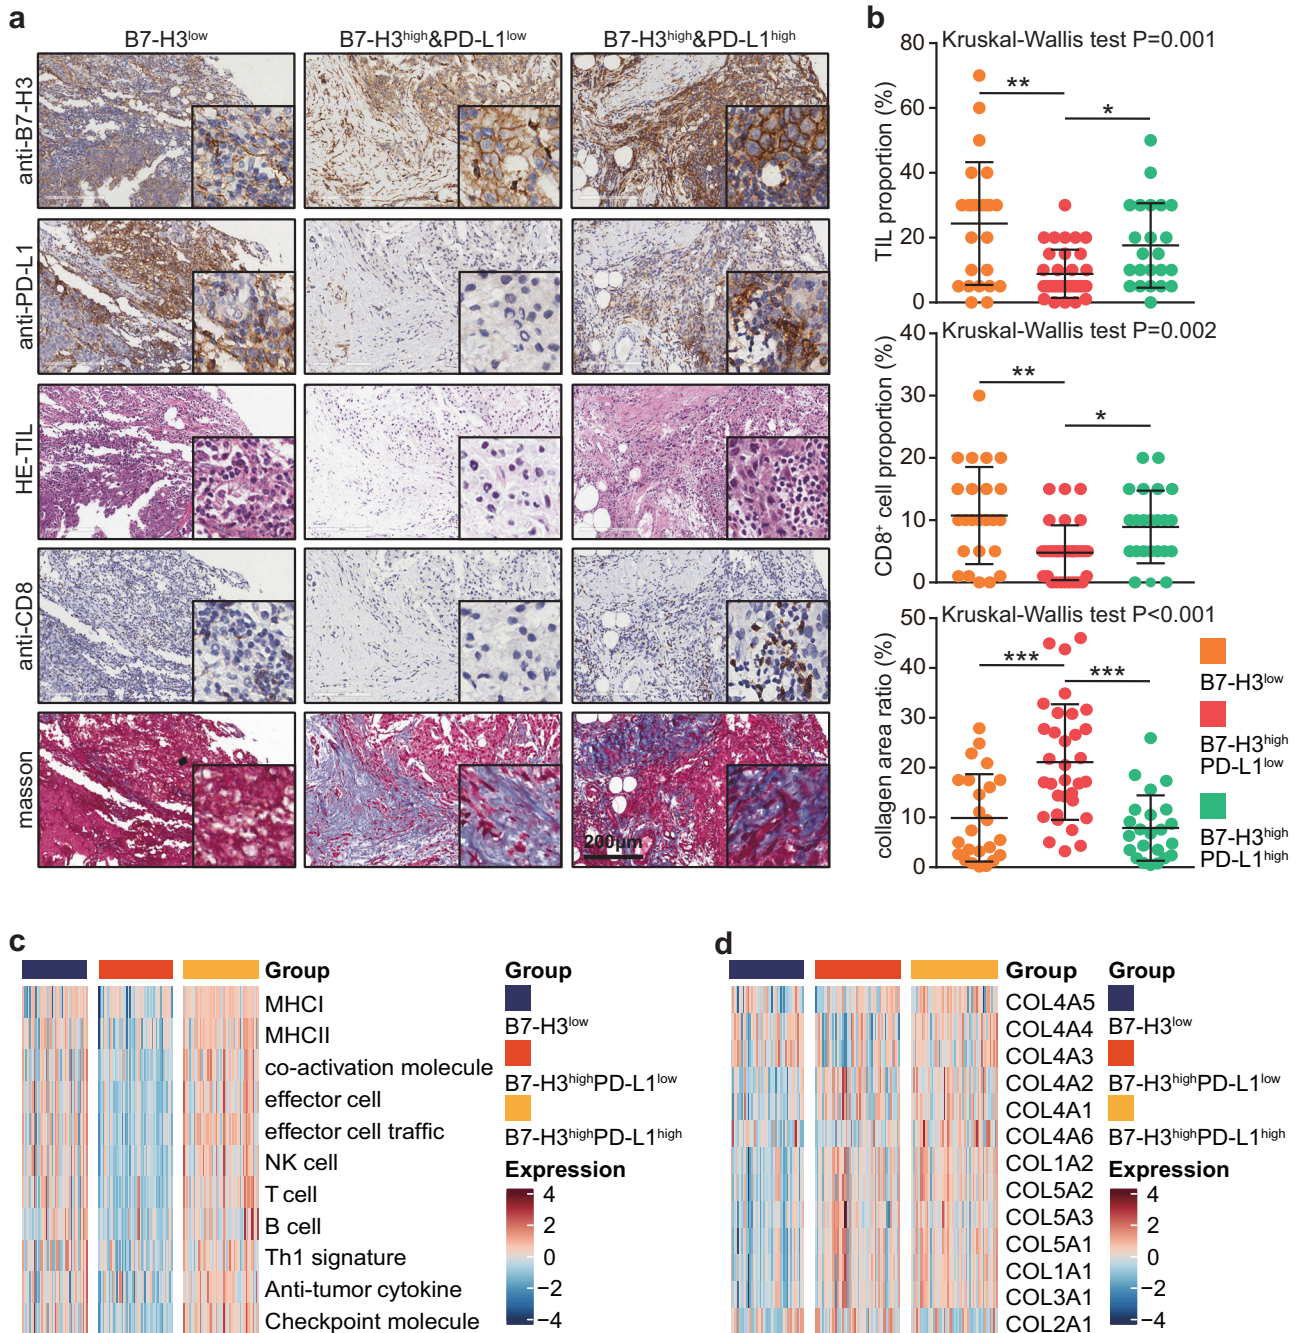 a
B7-H3low
B7-H3high&PD-L1low
B7-H3high&PD-L1high
anti-B7-H3
anti-PD-L1
HE-TIL
anti-CD8
masson
200μm
b
Kruskal-Wallis test P=0.001
TIL proportion (%)
80
60
40
20
0
**
*
Kruskal-Wallis test P=0.002
CD8+ cell proportion (%)
40
30
20
10
0
**
*
Kruskal-Wallis test P<0.001
collagen area ratio (%)
50
40
30
20
10
0
***
***
B7-H3low
B7-H3high
PD-L1low
B7-H3high
PD-L1high
c
Group
MHCI
MHCII
co-activation molecule
effector cell
effector cell traffic
NK cell
T cell
B cell
Th1 signature
Anti-tumor cytokine
Checkpoint molecule
Group
B7-H3low
B7-H3highPD-L1low
B7-H3highPD-L1high
Expression
4
2
0
−2
−4
d
Group
COL4A5
COL4A4
COL4A3
COL4A2
COL4A1
COL4A6
COL1A2
COL5A2
COL5A3
COL5A1
COL1A1
COL3A1
COL2A1
Group
B7-H3low
B7-H3highPD-L1low
B7-H3highPD-L1high
Expression
4
2
0
−2
−4